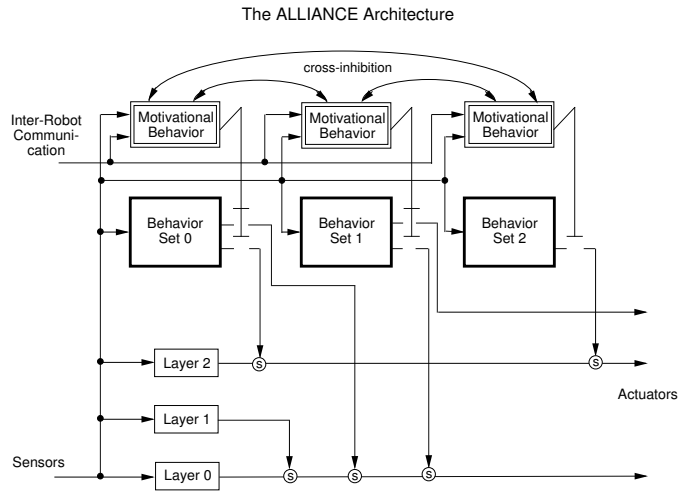 The ALLIANCE Architecture
cross-inhibition
Inter-Robot
Communi-
cation
Motivational
Behavior
Motivational
Behavior
Motivational
Behavior
Behavior
Set 0
Behavior
Set 1
Behavior
Set 2
Layer 2
s
s
Actuators
Layer 1
Sensors
Layer 0
s
s
s